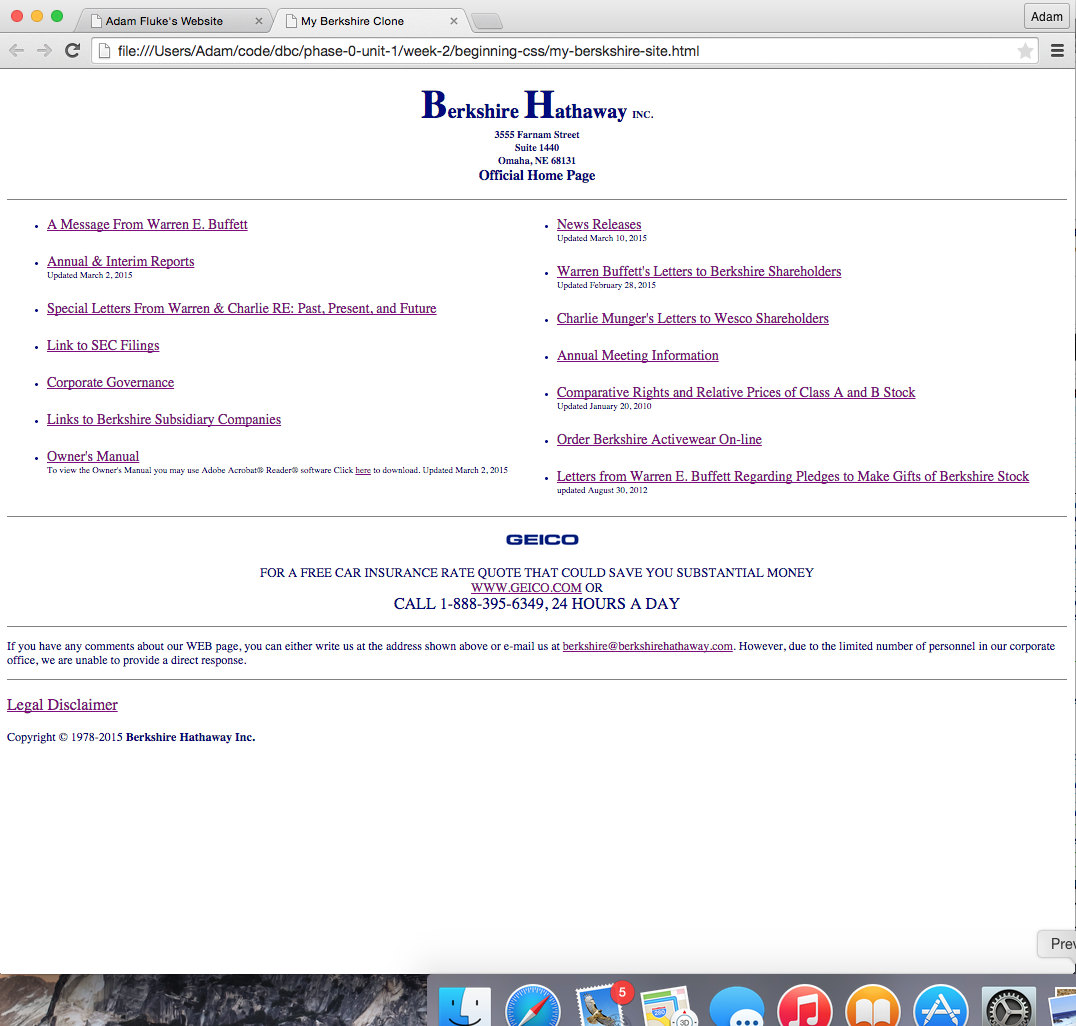 Adam Fluke's Website
My Berkshire Clone
Adam
file:///Users/Adam/code/dbc/phase-0-unit-1/week-2/beginning-css/my-berskshire-site.html
Berkshire Hathaway INC.
3555 Farnam Street
Suite 1440
Omaha, NE 68131
Official Home Page
A Message From Warren E. Buffett
Annual & Interim Reports
Updated March 2, 2015
Special Letters From Warren & Charlie RE: Past, Present, and Future
Link to SEC Filings
Corporate Governance
Links to Berkshire Subsidiary Companies
Owner's Manual
To view the Owner's Manual you may use Adobe Acrobat® Reader® software Click here to download. Updated March 2, 2015
News Releases
Updated March 10, 2015
Warren Buffett's Letters to Berkshire Shareholders
Updated February 28, 2015
Charlie Munger's Letters to Wesco Shareholders
Annual Meeting Information
Comparative Rights and Relative Prices of Class A and B Stock
Updated January 20, 2010
Order Berkshire Activewear On-line
Letters from Warren E. Buffett Regarding Pledges to Make Gifts of Berkshire Stock
updated August 30, 2012
GEICO
FOR A FREE CAR INSURANCE RATE QUOTE THAT COULD SAVE YOU SUBSTANTIAL MONEY
WWW.GEICO.COM OR
CALL 1-888-395-6349, 24 HOURS A DAY
If you have any comments about our WEB page, you can either write us at the address shown above or e-mail us at berkshire@berkshirehathaway.com. However, due to the limited number of personnel in our corporate
office, we are unable to provide a direct response.
Legal Disclaimer
Copyright © 1978-2015 Berkshire Hathaway Inc.
Prev
5
280
3D